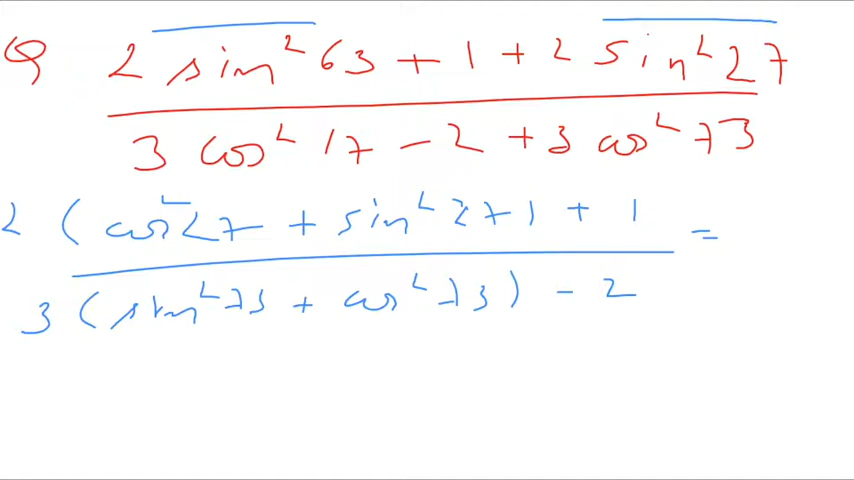 Q 2 sin² 63 + 1 + 2 sin² 27
3 cos² 17 - 2 + 3 cos² 73
2 (cos² 27 + sin² 27) + 1 =
3 (sin² 73 + cos² 73) - 2